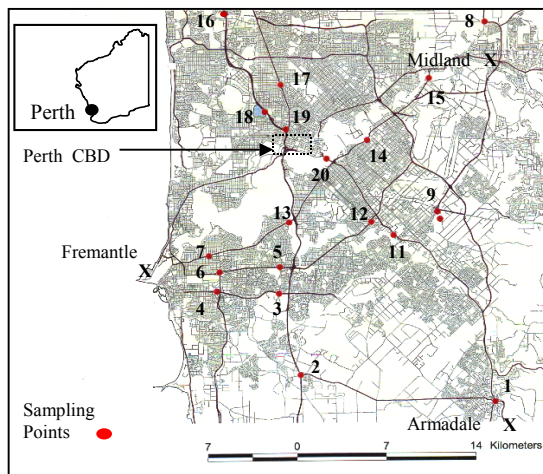 16
8
Midland
X
17
15
Perth
18
19
Perth CBD
14
20
9
13
12
11
Fremantle
7
5
X
6
4
3
2
1
Sampling
Points
Armadale
X
7
0
7
14
Kilometers